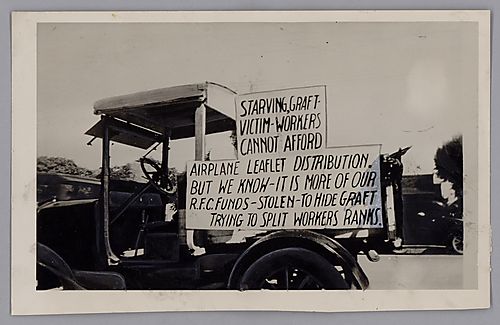 STARVING, GRAFT-
VICTIM-WORKERS
CANNOT AFFORD
AIRPLANE LEAFLET DISTRIBUTION,
BUT WE KNOW-IT IS MORE OF OUR
R.F.C. FUNDS-STOLEN-TO HIDE GRAFT
TRYING TO SPLIT WORKERS RANKS.